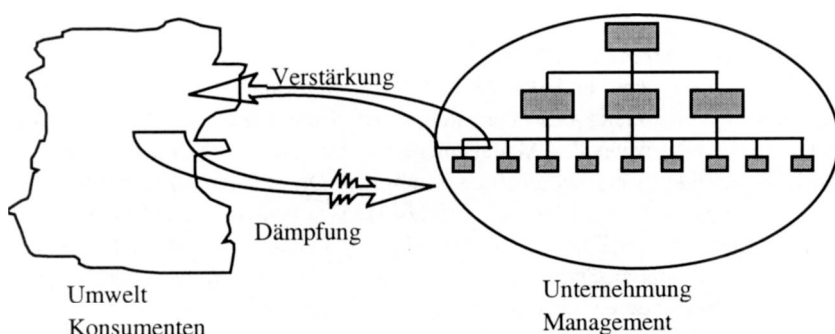 Verstärkung
Dämpfung
Umwelt
Konsumenten
Unternehmung
Management